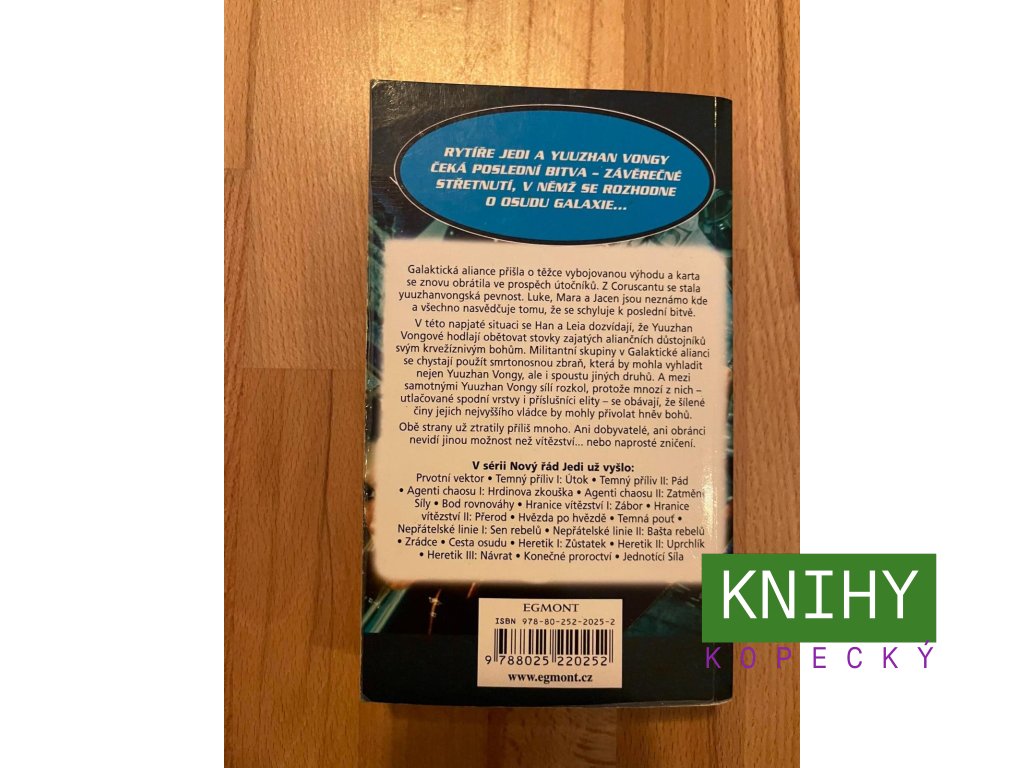 RYTÍŘE JEDI A YUUZHAN VONGY
ČEKÁ POSLEDNÍ BITVA – ZÁVĚREČNÉ
STŘETNUTÍ, V NĚMŽ SE ROZHODNE
O OSUDU GALAXIE...
Galaktická aliance přišla o těžce vybojovanou výhodu a karta
se znovu obrátila ve prospěch útočníků. Z Coruscantu se stala
yuuzhanvongská pevnost. Luke, Mara a Jacen jsou neznámo kde
a všechno nasvědčuje tomu, že se schyluje k poslední bitvě.
V této napjaté situaci se Han a Leia dozvídají, že Yuuzhan
Vongové hodlají obětovat stovky zajatých aliančních důstojníků
svým krvežíznivým bohům. Militantní skupiny v Galaktické alianci
se chystají použít smrtonosnou zbraň, která by mohla vyhladit
nejen Yuuzhan Vongy, ale i spoustu jiných druhů. A mezi
samotnými Yuuzhan Vongy sílí rozkol, protože mnozí z nich –
utlačované spodní vrstvy i příslušníci elity – se obávají, že šílené
činy jejich nejvyššího vládce by mohly přivolat hněv bohů.
Obě strany už ztratily příliš mnoho. Ani dobyvatelé, ani obránci
nevidí jinou možnost než vítězství... nebo naprosté zničení.
V sérii Nový řád Jedi už vyšlo:
Prvotní vektor • Temný příliv I: Útok • Temný příliv II: Pád
• Agenti chaosu I: Hrdinova zkouška • Agenti chaosu II: Zatmění
Síly • Bod rovnováhy • Hranice vítězství I: Zábor • Hranice
vítězství II: Přerod • Hvězda po hvězdě • Temná pouť •
Nepřátelské linie I: Sen rebelů • Nepřátelské linie II: Bašta rebelů
• Zrádce • Cesta osudu • Heretik I: Zůstatek • Heretik II: Uprchlík
• Heretik III: Návrat • Konečné proroctví • Jednotící Síla
EGMONT
ISBN 978-80-252-2025-2
9 788025 220252
www.egmont.cz
KNIHY
KOPECKÝ